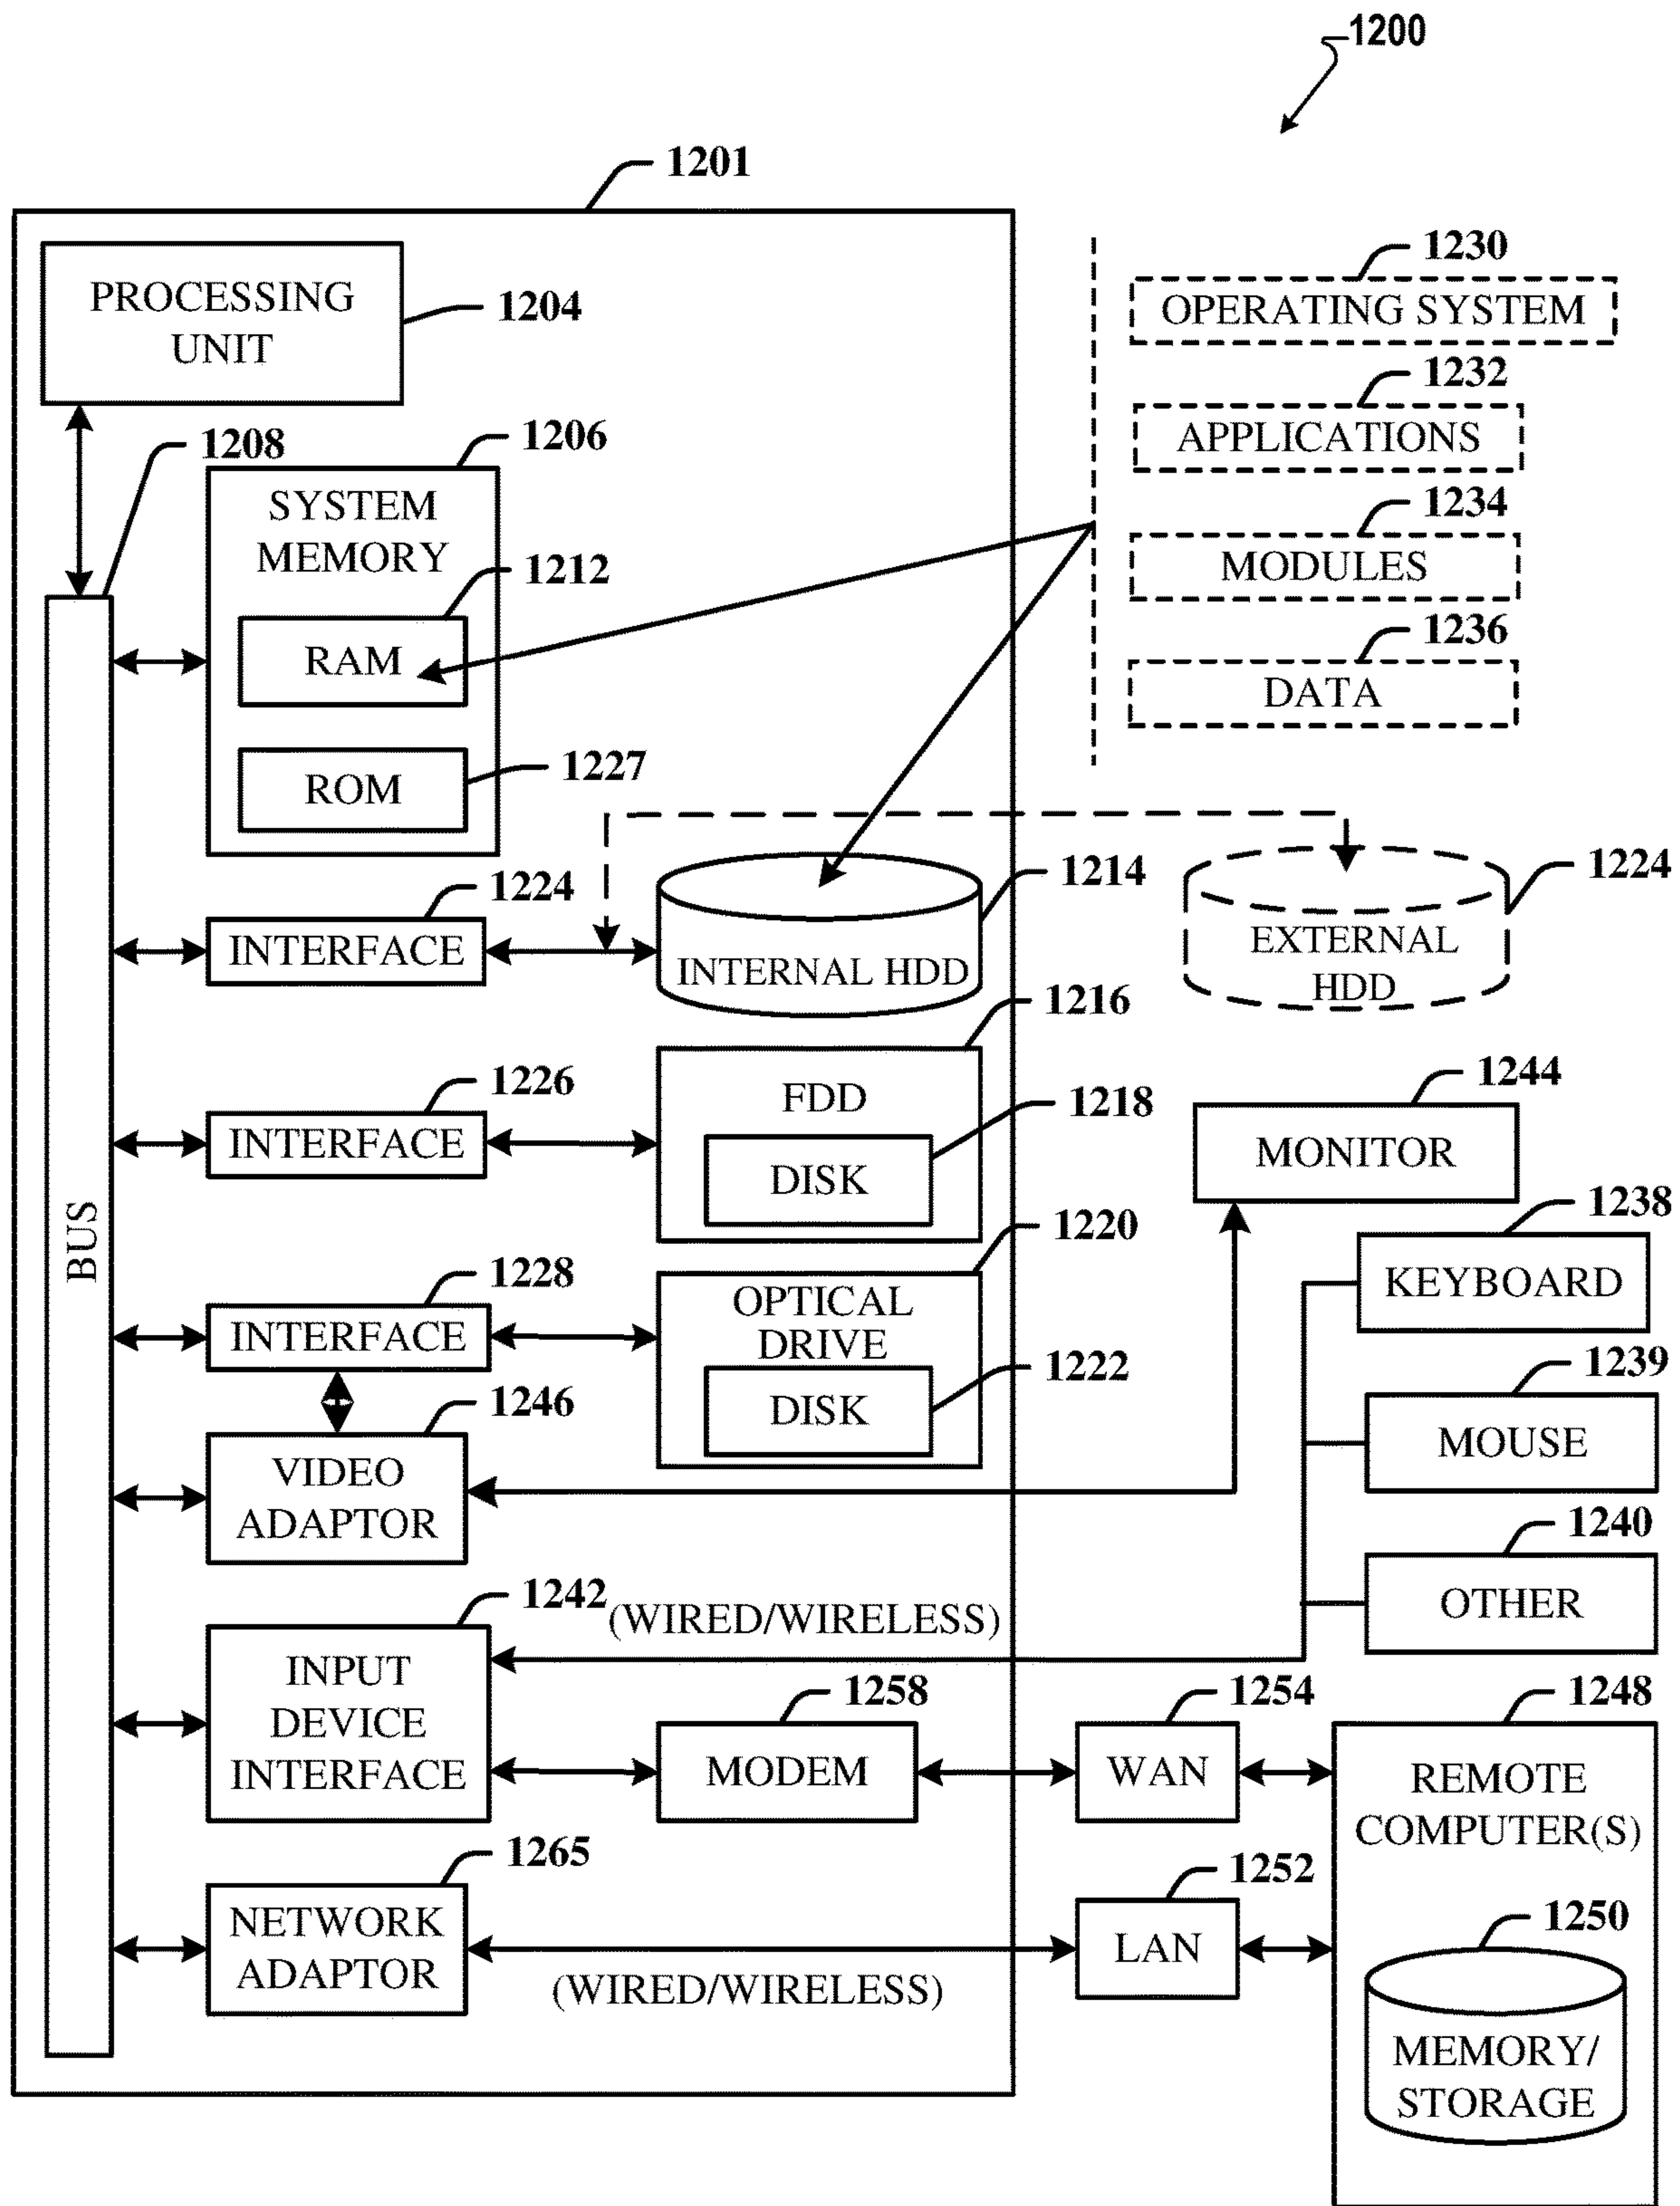 1200
1201
PROCESSING
UNIT
1204
1230
OPERATING SYSTEM
1232
APPLICATIONS
1234
MODULES
1236
DATA
1208
1206
SYSTEM
MEMORY
1212
RAM
1227
ROM
1224
INTERFACE
1214
INTERNAL HDD
1224
EXTERNAL
HDD
1226
INTERFACE
1216
FDD
1218
DISK
1244
MONITOR
BUS
1228
INTERFACE
1220
OPTICAL
DRIVE
1222
DISK
1238
KEYBOARD
1239
MOUSE
1240
OTHER
1246
VIDEO
ADAPTOR
1242
(WIRED/WIRELESS)
INPUT
DEVICE
INTERFACE
1258
MODEM
1254
WAN
1248
REMOTE
COMPUTER(S)
1265
NETWORK
ADAPTOR
(WIRED/WIRELESS)
1252
LAN
1250
MEMORY/
STORAGE